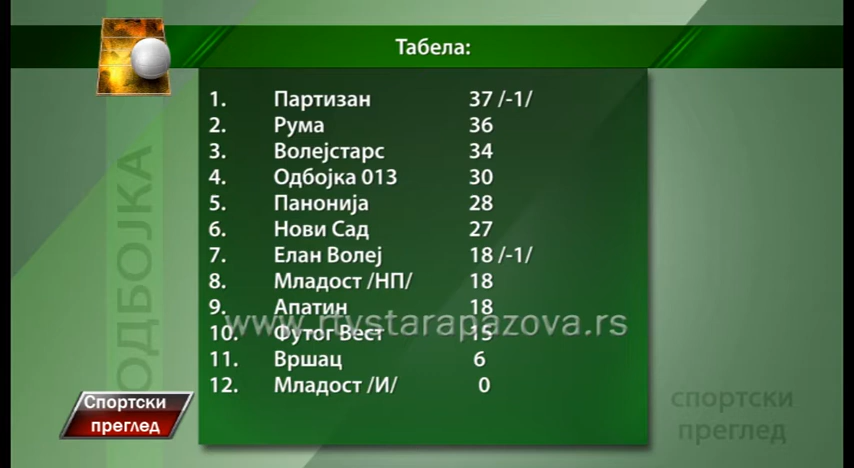 Табела:
1. Партизан 37 /-1/
2. Рума 36
3. Волејстарс 34
4. Одбојка 013 30
5. Панонија 28
6. Нови Сад 27
7. Елан Волеј 18 /-1/
8. Младост /НП/ 18
9. Апатин 18
www.rtvstarapazova.rs
10. Футог Вест 15
11. Вршац 6
12. Младост /И/ 0
ОДБОЈКА
Спортски
преглед
спортски
преглед